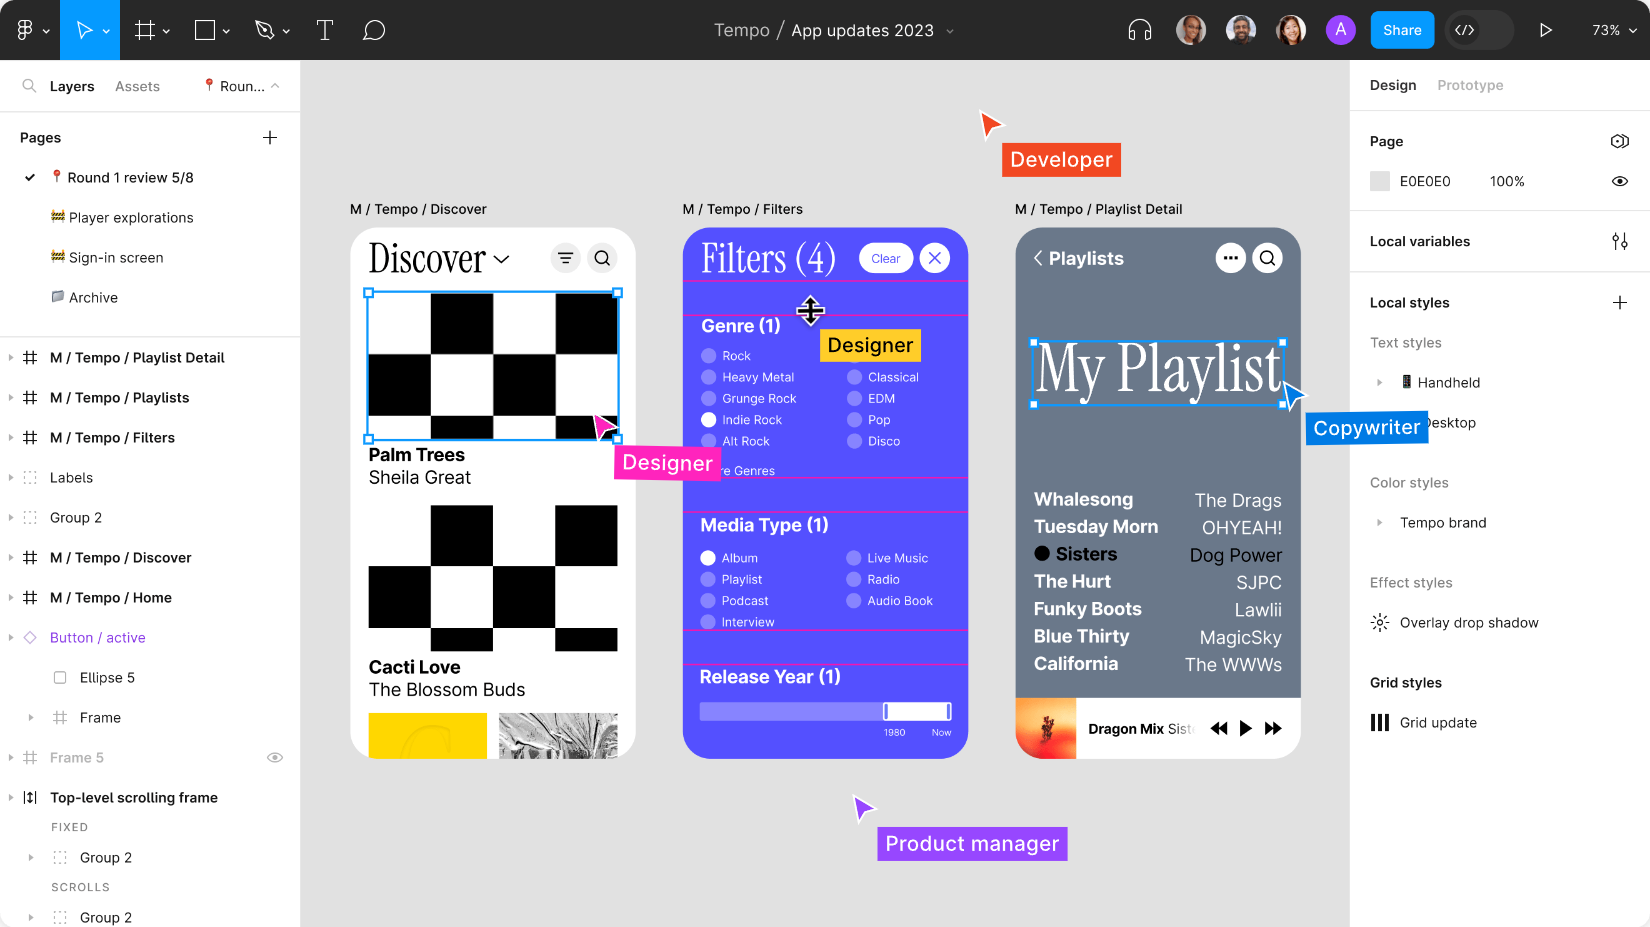 Tempo / App updates 2023
A
Share
</>
73%
Layers
Assets
Roun...
Pages
Round 1 review 5/8
Player explorations
Sign-in screen
Archive
M / Tempo / Playlist Detail
M / Tempo / Playlists
M / Tempo / Filters
Labels
Group 2
M / Tempo / Discover
M / Tempo / Home
Button / active
Ellipse 5
Frame
Frame 5
Top-level scrolling frame
FIXED
Group 2
SCROLLS
Group 2
Developer
M / Tempo / Discover
Discover
Palm Trees
Sheila Great
Designer
Cacti Love
The Blossom Buds
M / Tempo / Filters
Filters (4)
Clear
Genre (1)
Designer
Rock
Heavy Metal
Classical
Grunge Rock
EDM
Indie Rock
Pop
Alt Rock
Disco
re Genres
Media Type (1)
Album
Live Music
Playlist
Radio
Podcast
Audio Book
Interview
Release Year (1)
1980
Now
Product manager
M / Tempo / Playlist Detail
Playlists
My Playlist
Copywriter
Whalesong The Drags
Tuesday Morn OHYEAH!
Sisters Dog Power
The Hurt SJPC
Funky Boots Lawlii
Blue Thirty MagicSky
California The WWWs
Dragon Mix Siste
Design
Prototype
Page
E0E0E0
100%
Local variables
Local styles
Text styles
Handheld
esktop
Color styles
Tempo brand
Effect styles
Overlay drop shadow
Grid styles
Grid update